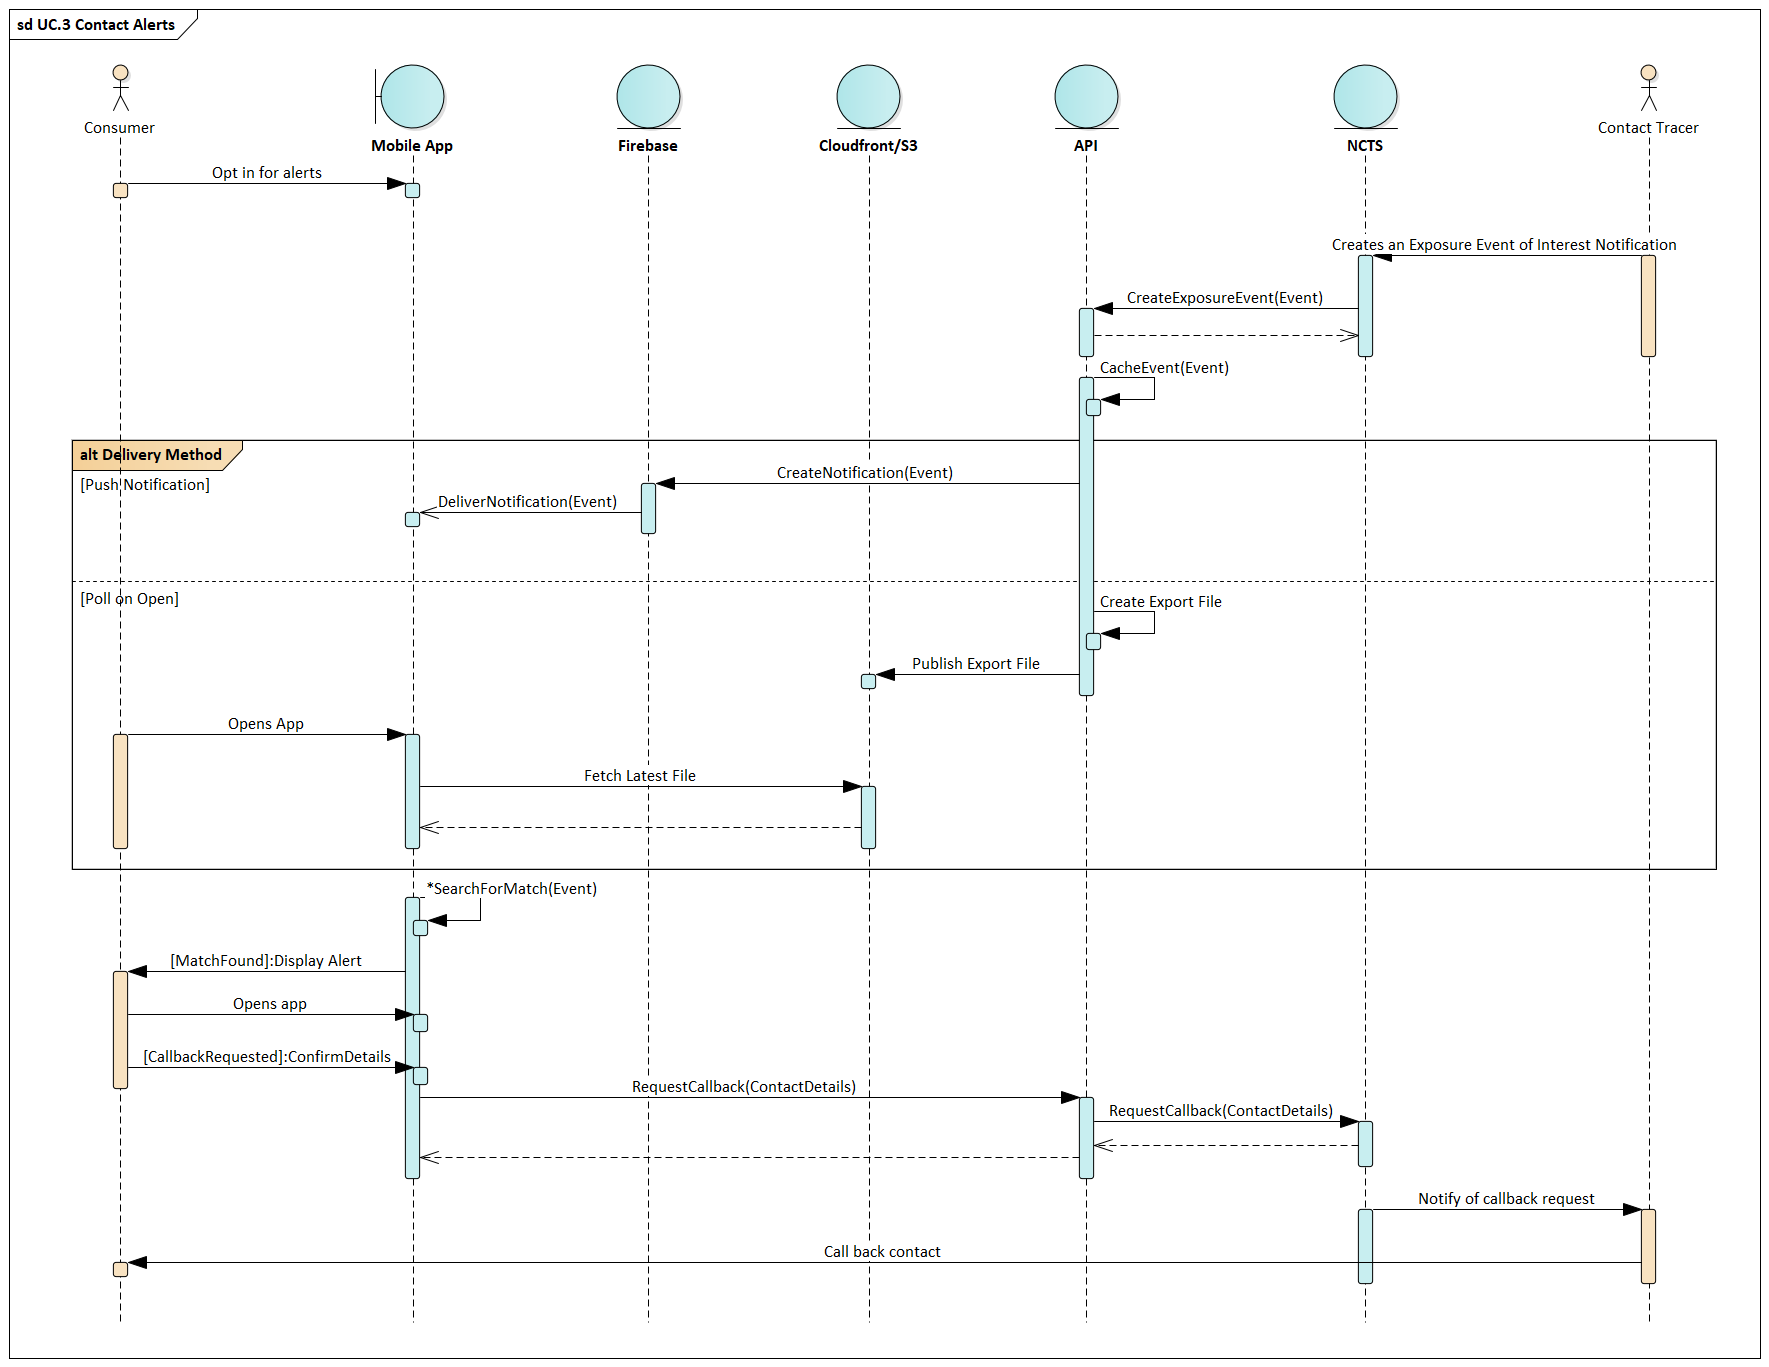 sd UC.3 Contact Alerts
Consumer
Mobile App
Firebase
Cloudfront/S3
API
NCTS
Contact Tracer
Opt in for alerts
Creates an Exposure Event of Interest Notification
CreateExposureEvent(Event)
CacheEvent(Event)
alt Delivery Method
[Push Notification]
CreateNotification(Event)
DeliverNotification(Event)
[Poll on Open]
Create Export File
Publish Export File
Opens App
Fetch Latest File
*SearchForMatch(Event)
[MatchFound]:Display Alert
Opens app
[CallbackRequested]:ConfirmDetails
RequestCallback(ContactDetails)
RequestCallback(ContactDetails)
Notify of callback request
Call back contact